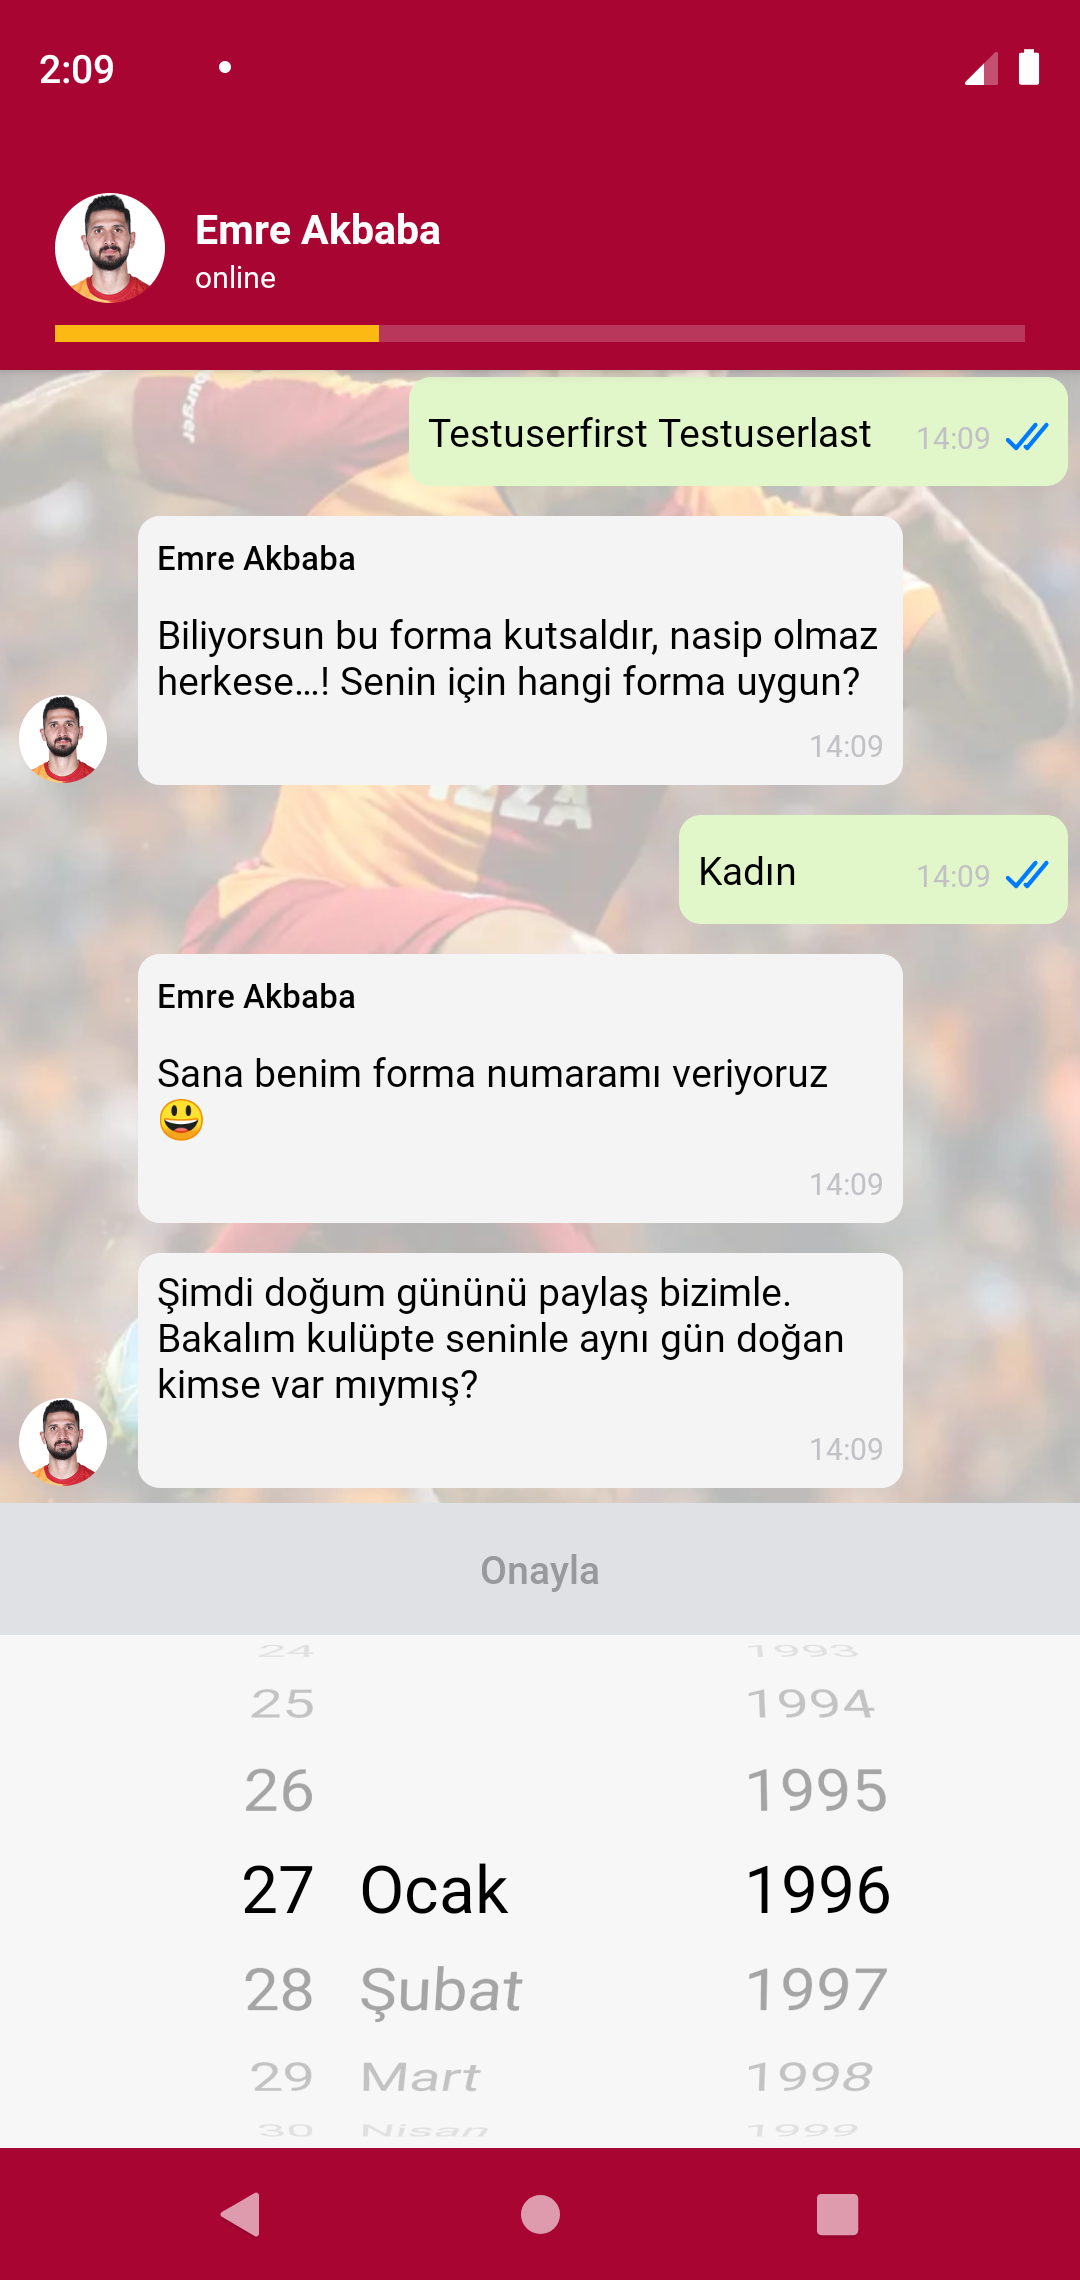 2:09
Emre Akbaba
online
burger
Testuserfirst Testuserlast 14:09
Emre Akbaba
Biliyorsun bu forma kutsaldır, nasip olmaz
herkese...! Senin için hangi forma uygun?
14:09
Kadın 14:09
Emre Akbaba
Sana benim forma numaramı veriyoruz
😃
14:09
Şimdi doğum gününü paylaş bizimle.
Bakalım kulüpte seninle aynı gün doğan
kimse var mıymış?
14:09
Onayla
24 1993
25 1994
26 1995
27 Ocak 1996
28 Şubat 1997
29 Mart 1998
30 Nisan 1999